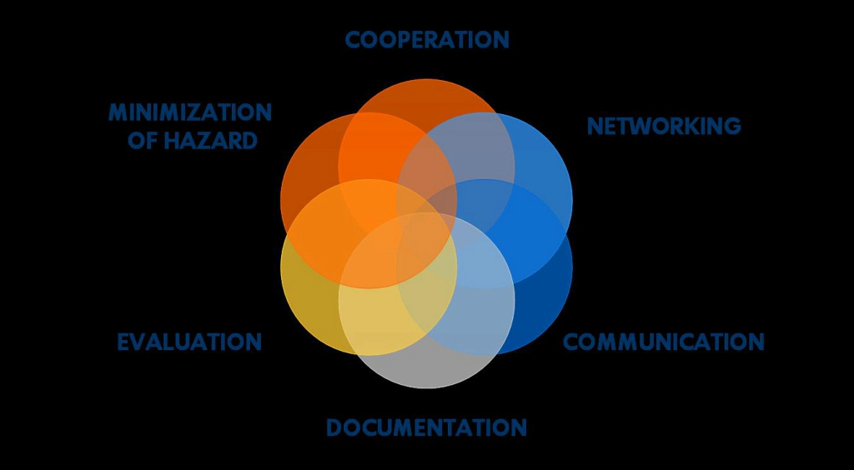 COOPERATION
MINIMIZATION
OF HAZARD
NETWORKING
EVALUATION
COMMUNICATION
DOCUMENTATION